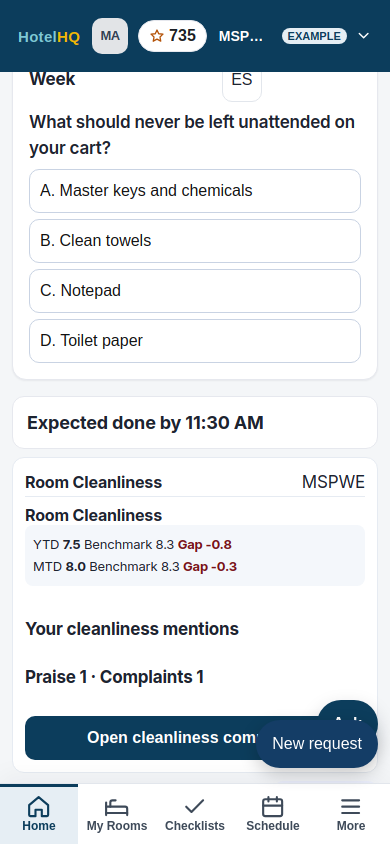 HotelHQ MA 735 MSP... EXAMPLE
Week ES
What should never be left unattended on
your cart?
A. Master keys and chemicals
B. Clean towels
C. Notepad
D. Toilet paper
Expected done by 11:30 AM
Room Cleanliness MSPWE
Room Cleanliness
YTD 7.5 Benchmark 8.3 Gap -0.8
MTD 8.0 Benchmark 8.3 Gap -0.3
Your cleanliness mentions
Praise 1 · Complaints 1
Open cleanliness
New request
Home My Rooms Checklists Schedule More